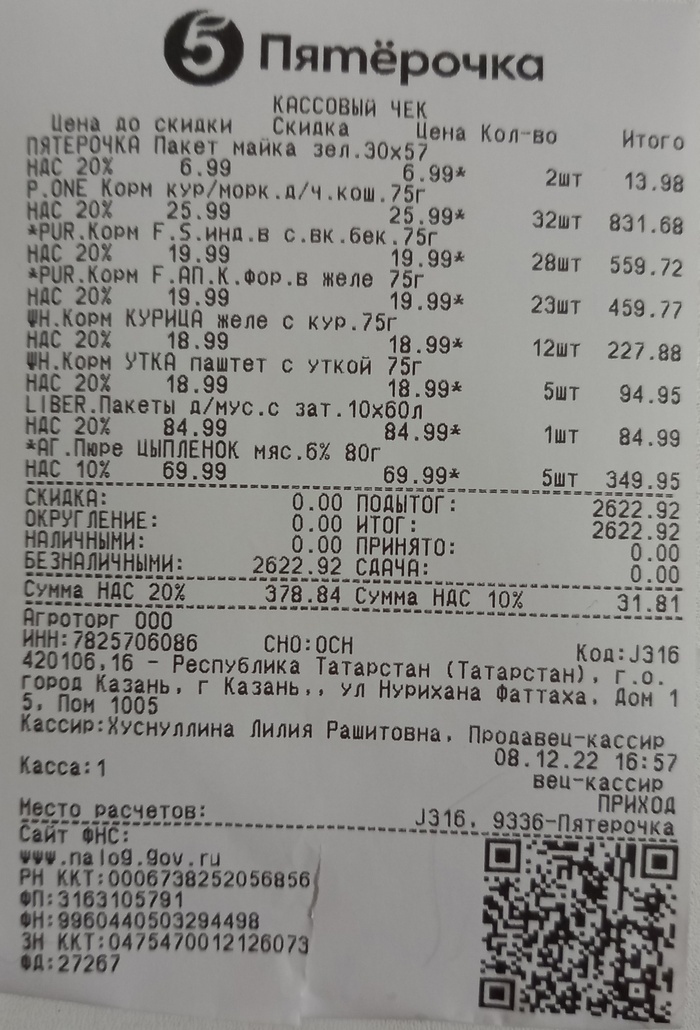 5 Пятёрочка
КАССОВЫЙ ЧЕК
Цена до скидки Скидка Цена Кол-во Итого
ПЯТЕРОЧКА Пакет майка зел.30х57
НДС 20% 6.99 6.99* 2шт 13.98
P.ONE Корм кур/морк.д/ч.кош.75г
НДС 20% 25.99 25.99* 32шт 831.68
*PUR.Корм F.S.инд.в с.вк.бек.75г
НДС 20% 19.99 19.99* 28шт 559.72
*PUR.Корм F.АП.К.фор.в желе 75г
НДС 20% 19.99 19.99* 23шт 459.77
ФН.Корм КУРИЦА желе с кур.75г
НДС 20% 18.99 18.99* 12шт 227.88
ФН.Корм УТКА паштет с уткой 75г
НДС 20% 18.99 18.99* 5шт 94.95
LIBER.Пакеты д/мус.с зат.10х60л
НДС 20% 84.99 84.99* 1шт 84.99
*АГ.Пюре ЦЫПЛЕНОК мяс.6% 80г
НДС 10% 69.99 69.99* 5шт 349.95
СКИДКА: 0.00 ПОДЫТОГ: 2622.92
ОКРУГЛЕНИЕ: 0.00 ИТОГ: 2622.92
НАЛИЧНЫМИ: 0.00 ПРИНЯТО: 0.00
БЕЗНАЛИЧНЫМИ: 2622.92 СДАЧА: 0.00
Сумма НДС 20% 378.84 Сумма НДС 10% 31.81
Агроторг ООО
ИНН:7825706086 СНО:ОСН Код:J316
420106,16 - Республика Татарстан (Татарстан), г.о.
город Казань, г Казань,, ул Нурихана Фаттаха, Дом 1
5, Пом 1005
Кассир:Хуснуллина Лилия Рашитовна, Продавец-кассир
08.12.22 16:57
Касса:1 вец-кассир
ПРИХОД
Место расчетов: J316, 9336-Пятерочка
Сайт ФНС:
www.nalog.gov.ru
РН ККТ:0006738252056856
ФП:3163105791
ФН:9960440503294498
ЗН ККТ:0475470012126073
ФД:27267